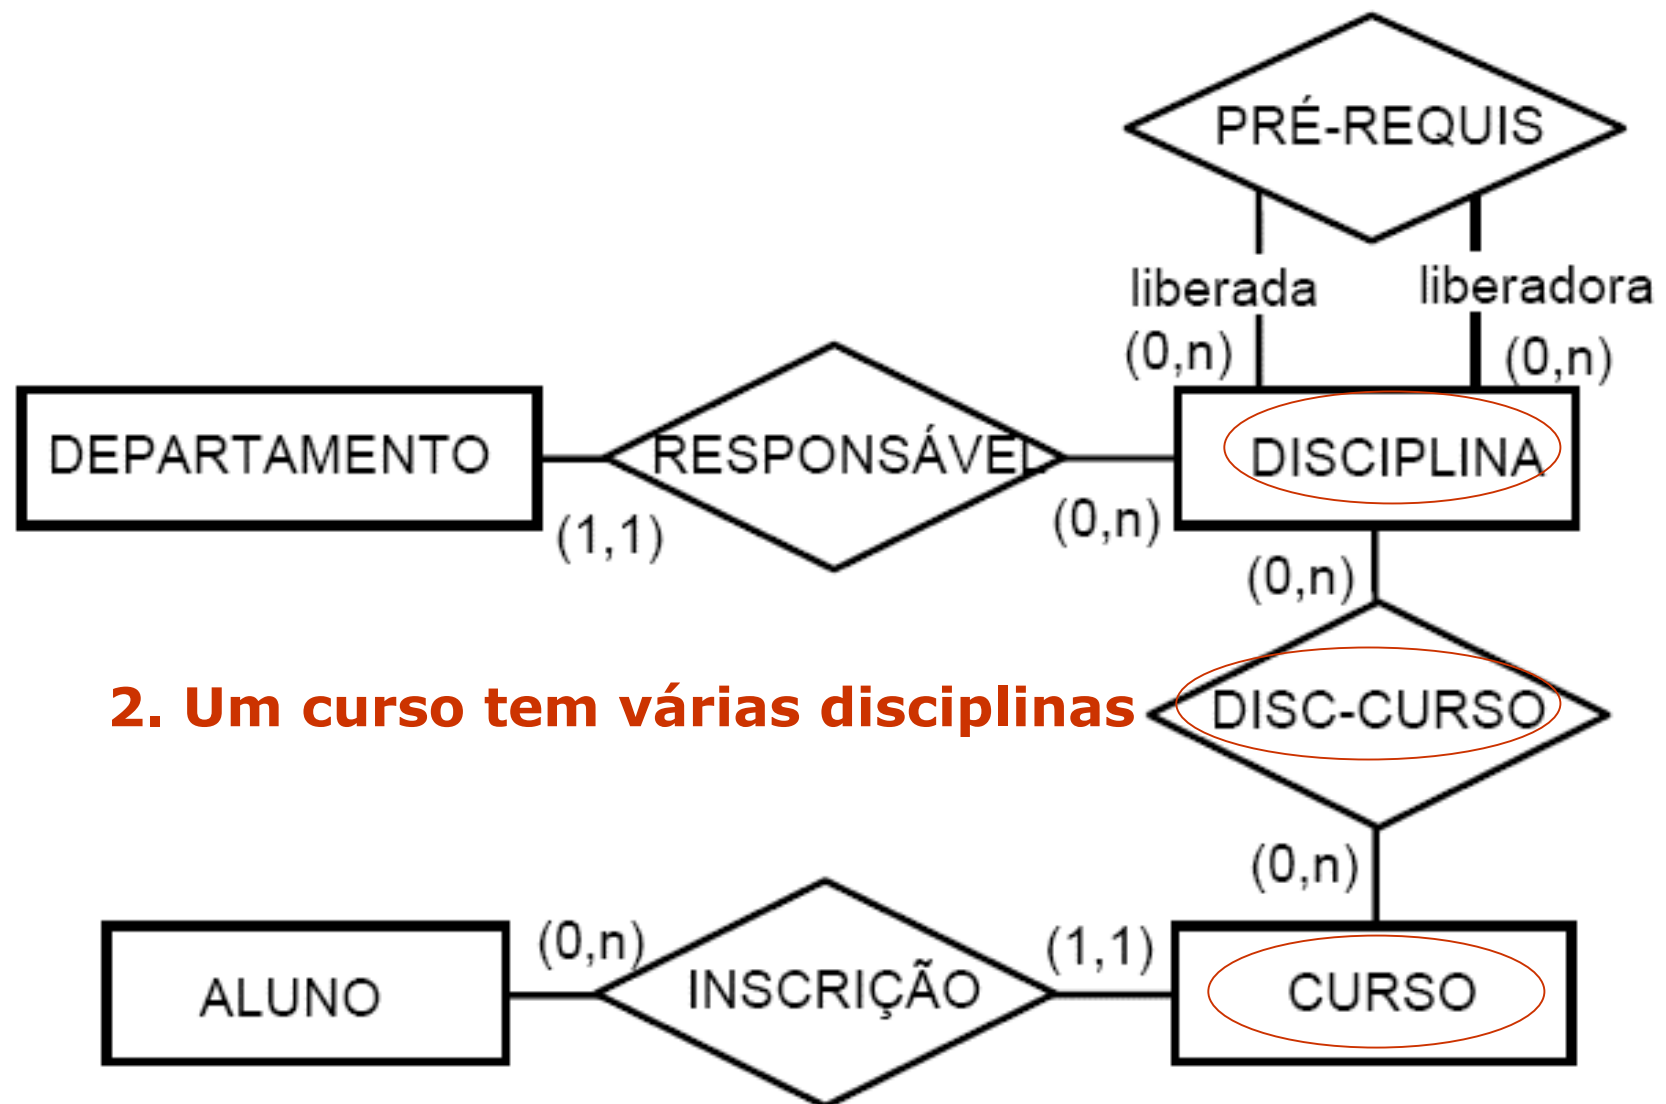 PRÉ-REQUIS
liberada
liberadora
(0,n)
(0,n)
DEPARTAMENTO
RESPONSÁVEL
DISCIPLINA
(1,1)
(0,n)
(0,n)
2. Um curso tem várias disciplinas
DISC-CURSO
(0,n)
(0,n)
(1,1)
ALUNO
INSCRIÇÃO
CURSO